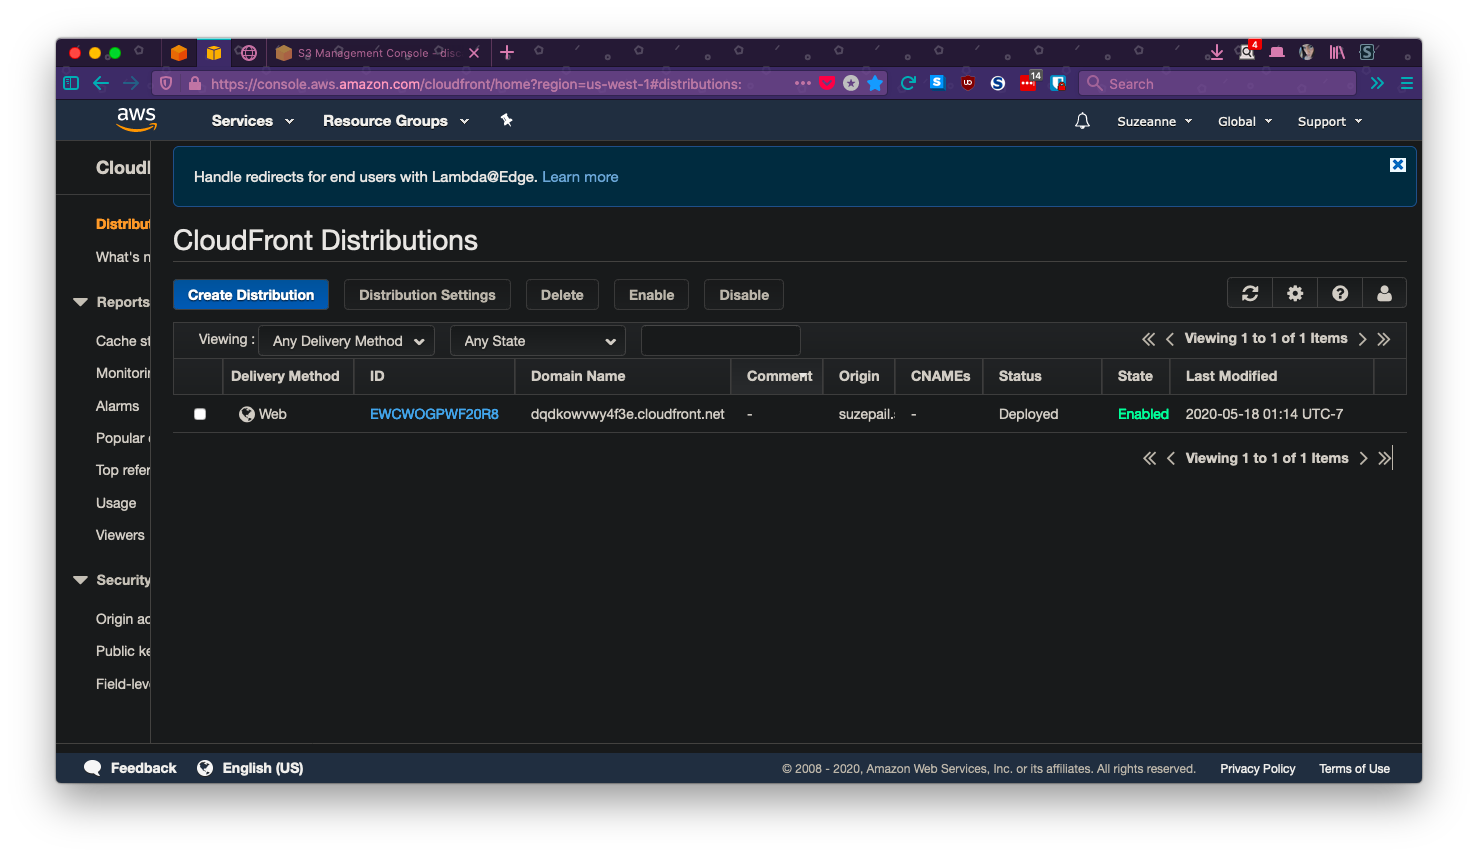 S3 Management Console - disc
4
https://console.aws.amazon.com/cloudfront/home?region=us-west-1#distributions:
S
UD
S
14
Search
aws
Services
Resource Groups
Suzeanne
Global
Support
Handle redirects for end users with Lambda@Edge. Learn more
CloudFront Distributions
Create Distribution
Distribution Settings
Delete
Enable
Disable
Viewing :
Any Delivery Method
Any State
Viewing 1 to 1 of 1 Items
Delivery Method
ID
Domain Name
Comment
Origin
CNAMEs
Status
State
Last Modified
Web
EWCWOGPWF20R8
dqdkowvwy4f3e.cloudfront.net
-
suzepail.
-
Deployed
Enabled
2020-05-18 01:14 UTC-7
Viewing 1 to 1 of 1 Items
Cloud
Distribut
What's n
Reports
Cache st
Monitorin
Alarms
Popular
Top refer
Usage
Viewers
Security
Origin ac
Public ke
Field-leve
Feedback
English (US)
© 2008 - 2020, Amazon Web Services, Inc. or its affiliates. All rights reserved.
Privacy Policy
Terms of Use